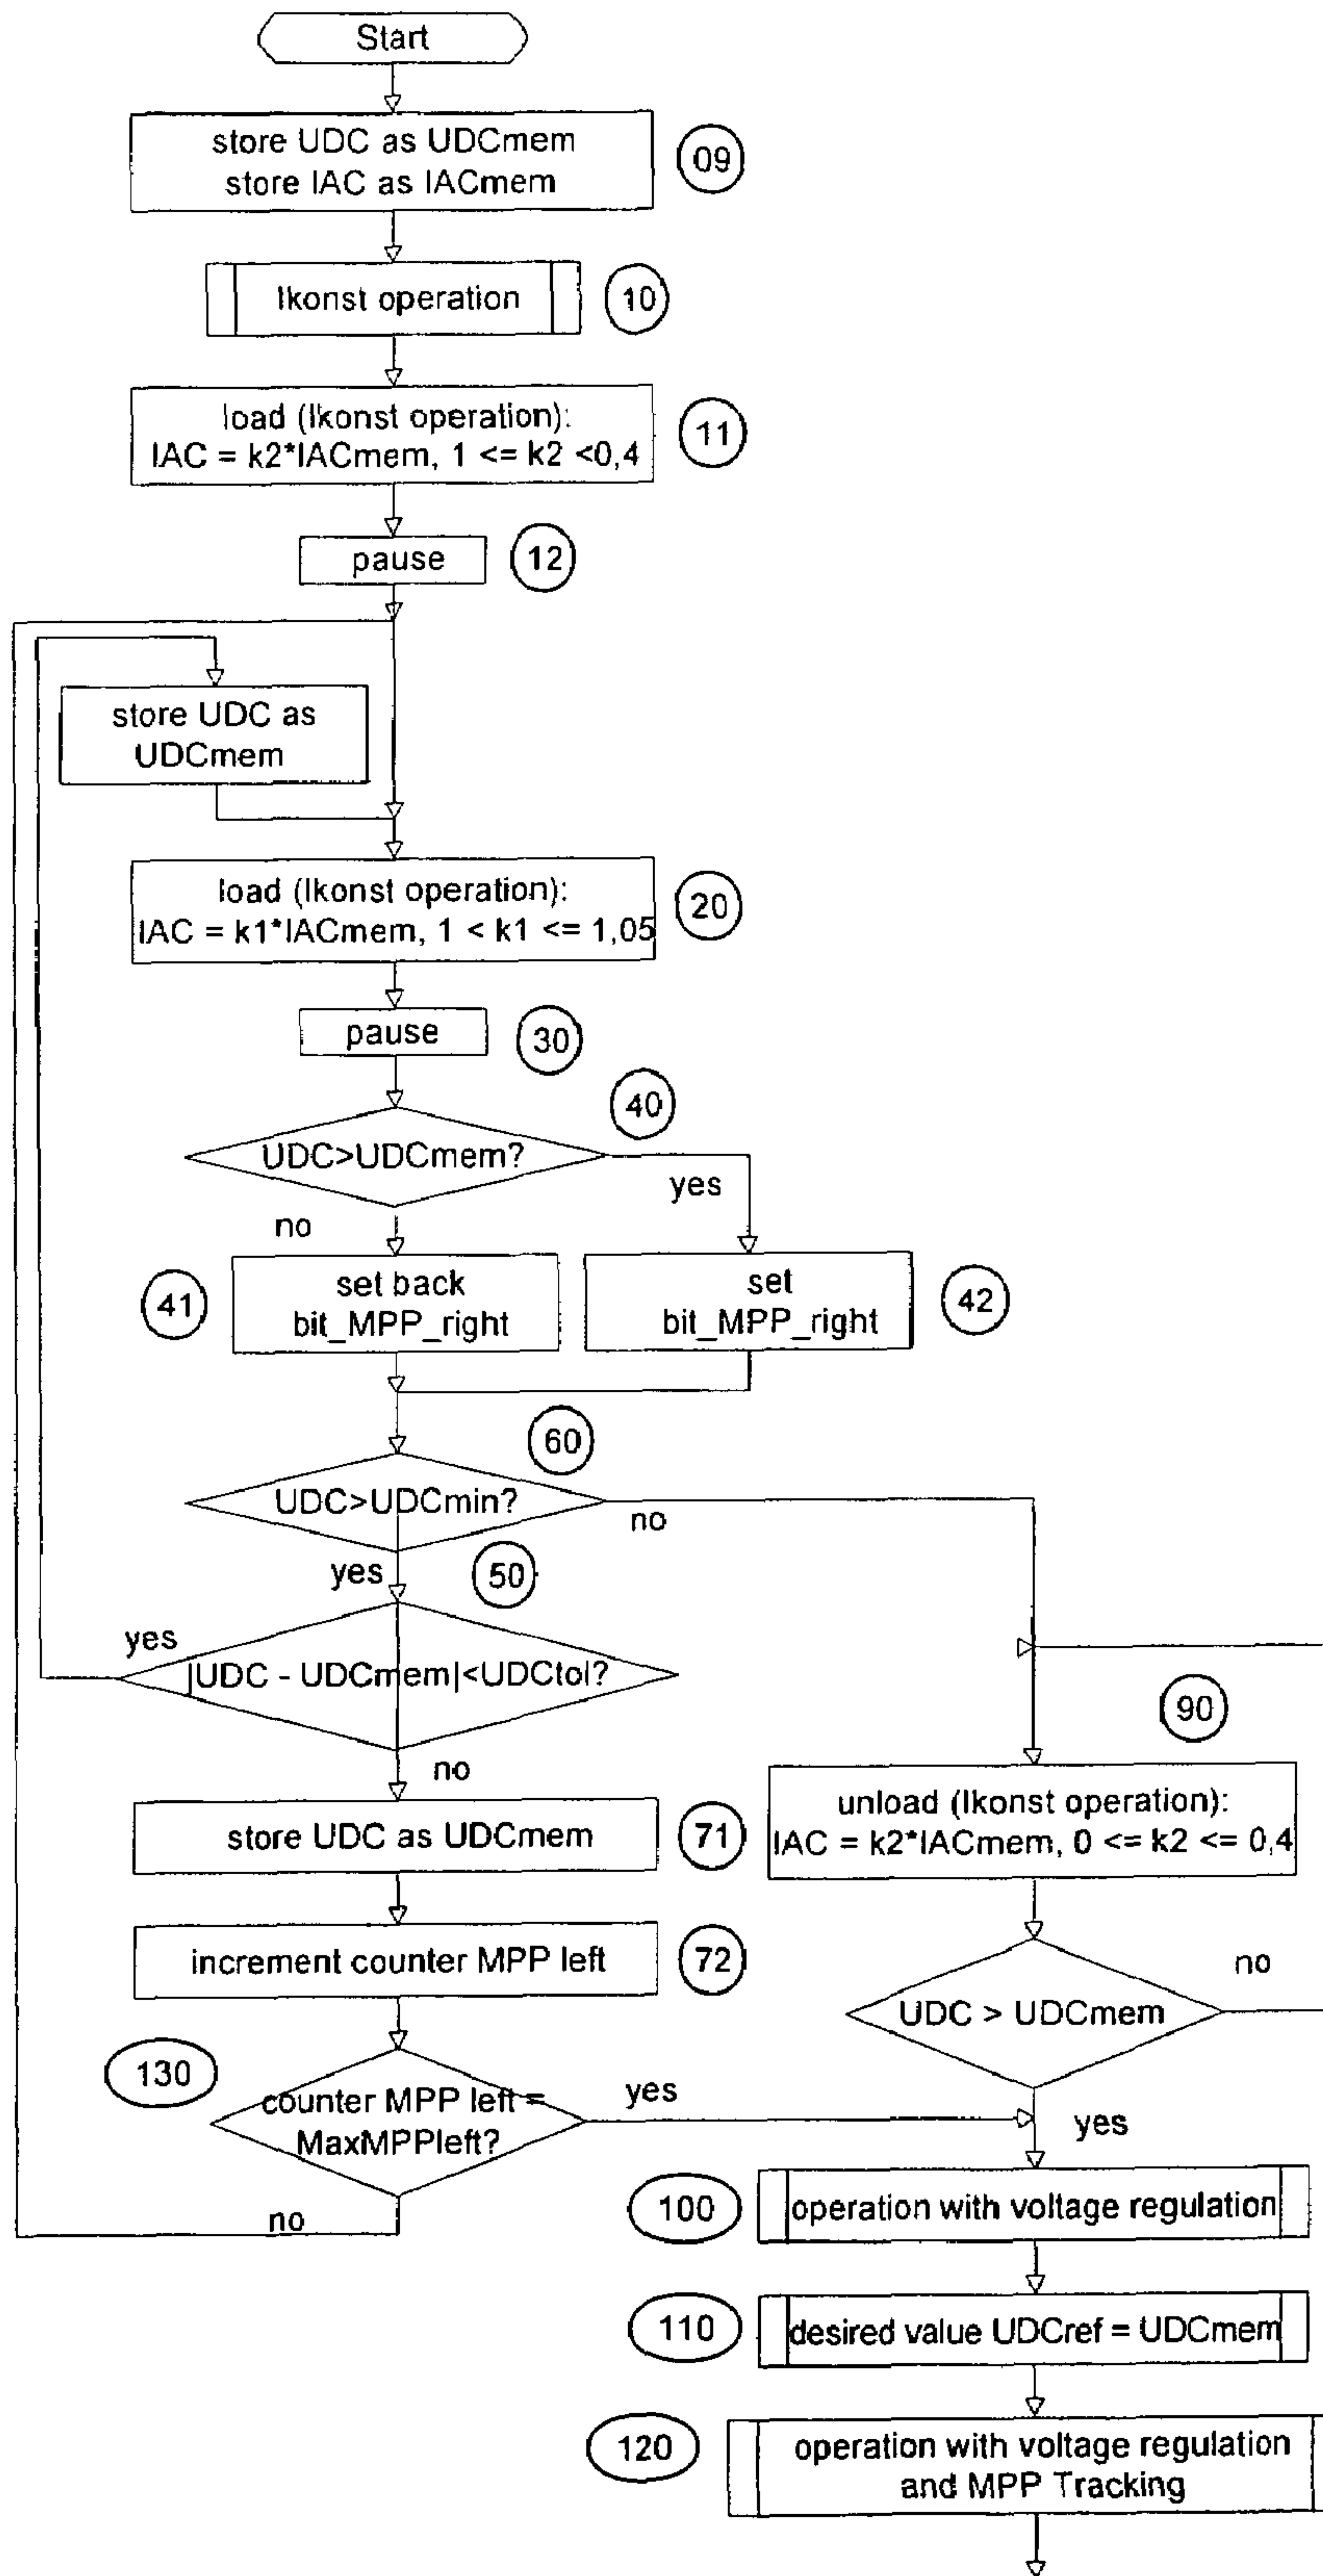 Start
store UDC as UDCmem
store IAC as IACmem
09
Ikonst operation
10
load (Ikonst operation):
IAC = k2*IACmem, 1 <= k2 <0,4
11
pause
12
store UDC as
UDCmem
load (Ikonst operation):
IAC = k1*IACmem, 1 < k1 <= 1,05
20
pause
30
40
UDC>UDCmem?
yes
no
41
set back
bit_MPP_right
set
bit_MPP_right
42
60
UDC>UDCmin?
no
yes
50
yes
|UDC - UDCmem|<UDCtol?
no
90
store UDC as UDCmem
71
unload (Ikonst operation):
IAC = k2*IACmem, 0 <= k2 <= 0,4
increment counter MPP left
72
no
UDC > UDCmem
130
counter MPP left =
MaxMPPleft?
yes
yes
no
100
operation with voltage regulation
110
desired value UDCref = UDCmem
120
operation with voltage regulation
and MPP Tracking